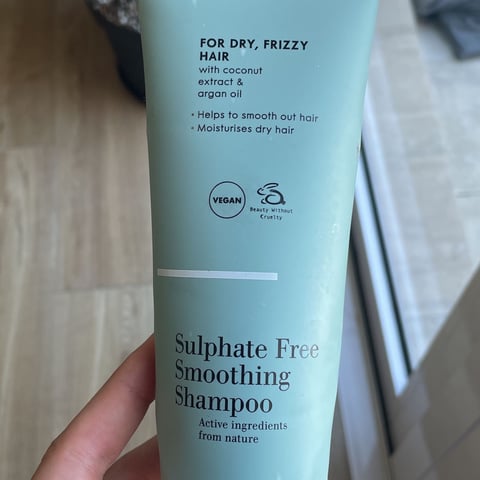 FOR DRY, FRIZZY
HAIR
with coconut
extract &
argan oil
• Helps to smooth out hair
• Moisturises dry hair
VEGAN
Beauty Without
Cruelty
Sulphate Free
Smoothing
Shampoo
Active ingredients
from nature